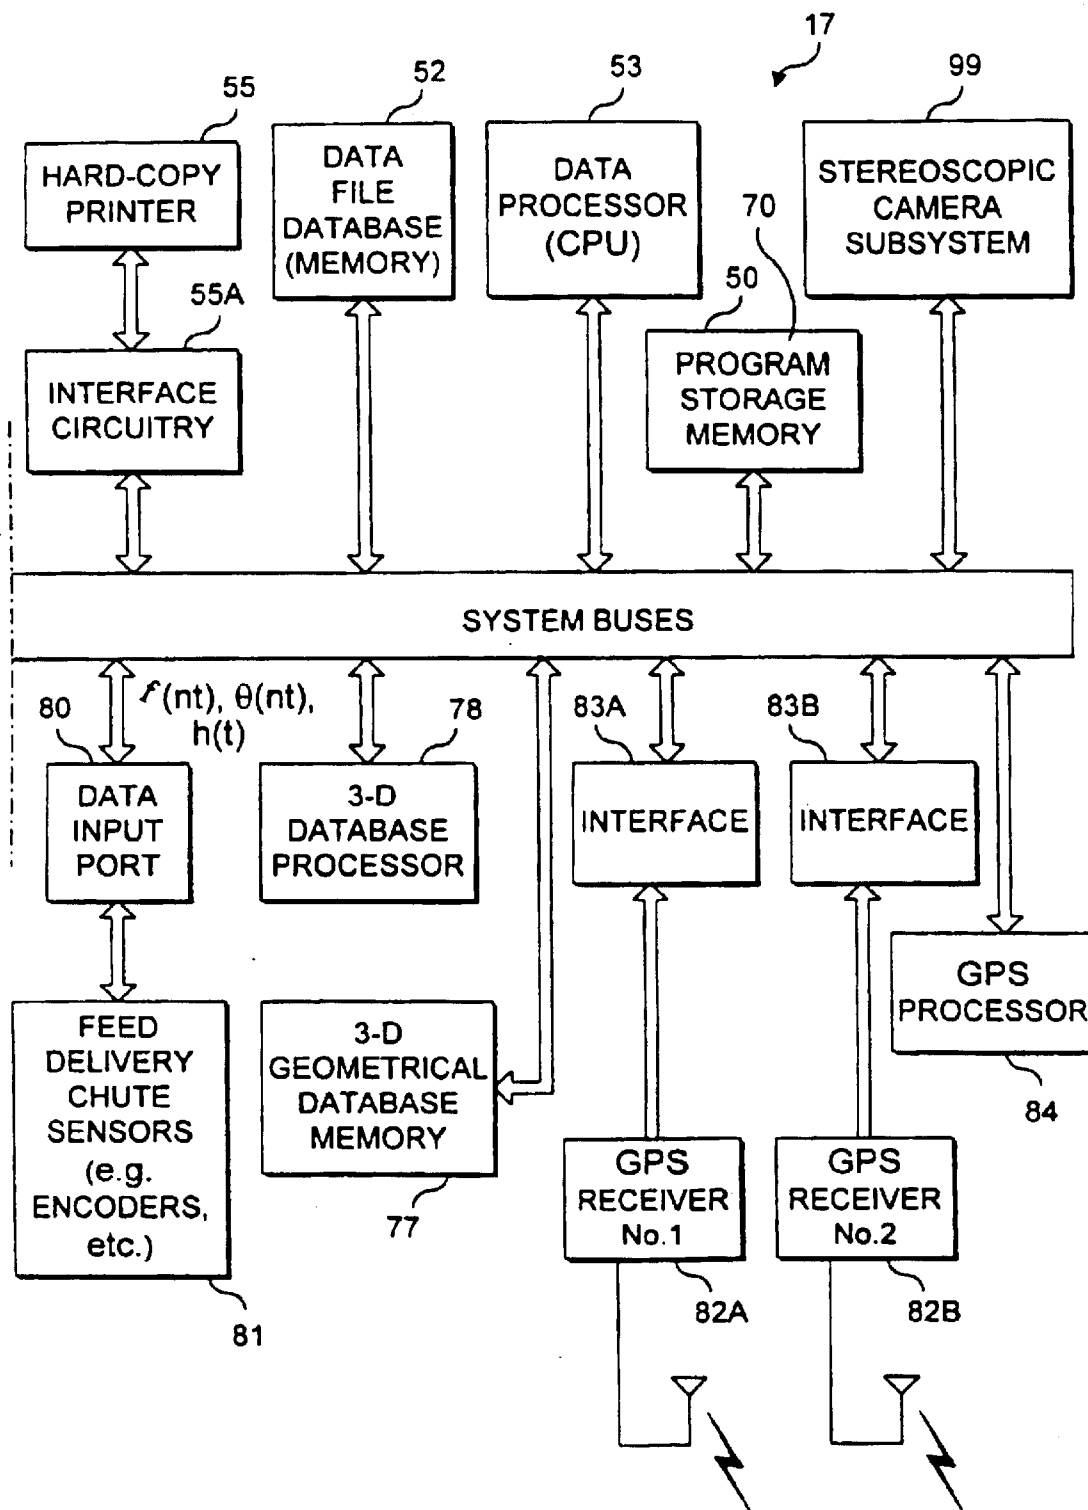 17
55
52
53
99
HARD-COPY
PRINTER
DATA
FILE
DATABASE
(MEMORY)
DATA
PROCESSOR
(CPU)
70
STEREOSCOPIC
CAMERA
SUBSYSTEM
55A
50
INTERFACE
CIRCUITRY
PROGRAM
STORAGE
MEMORY
SYSTEM BUSES
f(nt), θ(nt),
h(t)
80
78
83A
83B
DATA
INPUT
PORT
3-D
DATABASE
PROCESSOR
INTERFACE
INTERFACE
GPS
PROCESSOR
84
FEED
DELIVERY
CHUTE
SENSORS
(e.g.
ENCODERS,
etc.)
81
3-D
GEOMETRICAL
DATABASE
MEMORY
77
GPS
RECEIVER
No.1
82A
GPS
RECEIVER
No.2
82B